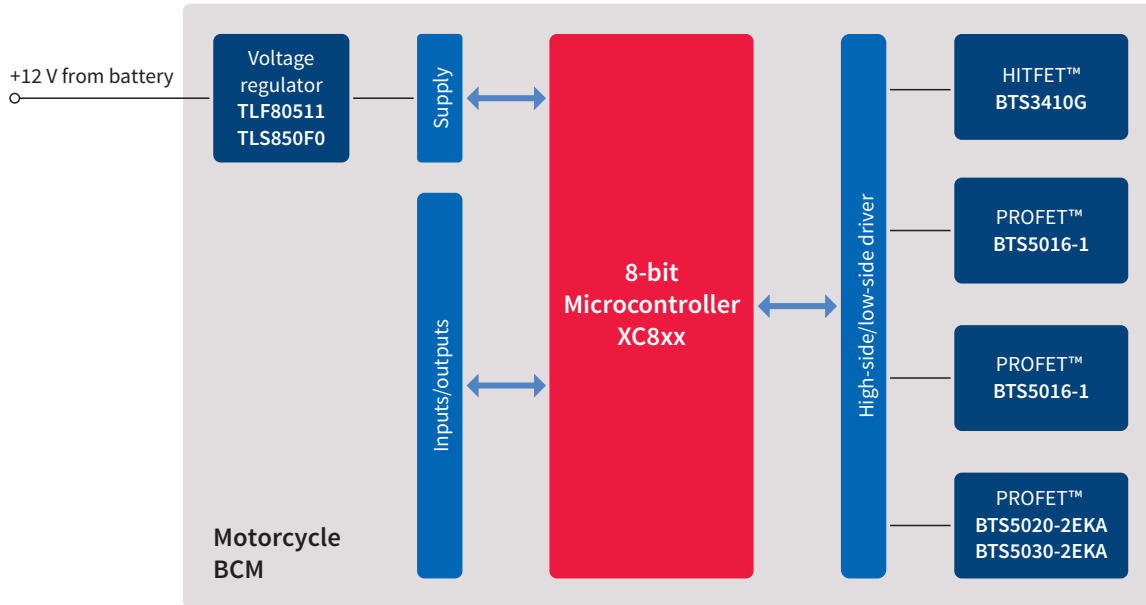 +12 V from battery
Voltage
regulator
TLF80511
TLS850F0
Supply
Inputs/outputs
8-bit
Microcontroller
XC8xx
High-side/low-side driver
HITFET™
BTS3410G
PROFET™
BTS5016-1
PROFET™
BTS5016-1
PROFET™
BTS5020-2EKA
BTS5030-2EKA
Motorcycle
BCM